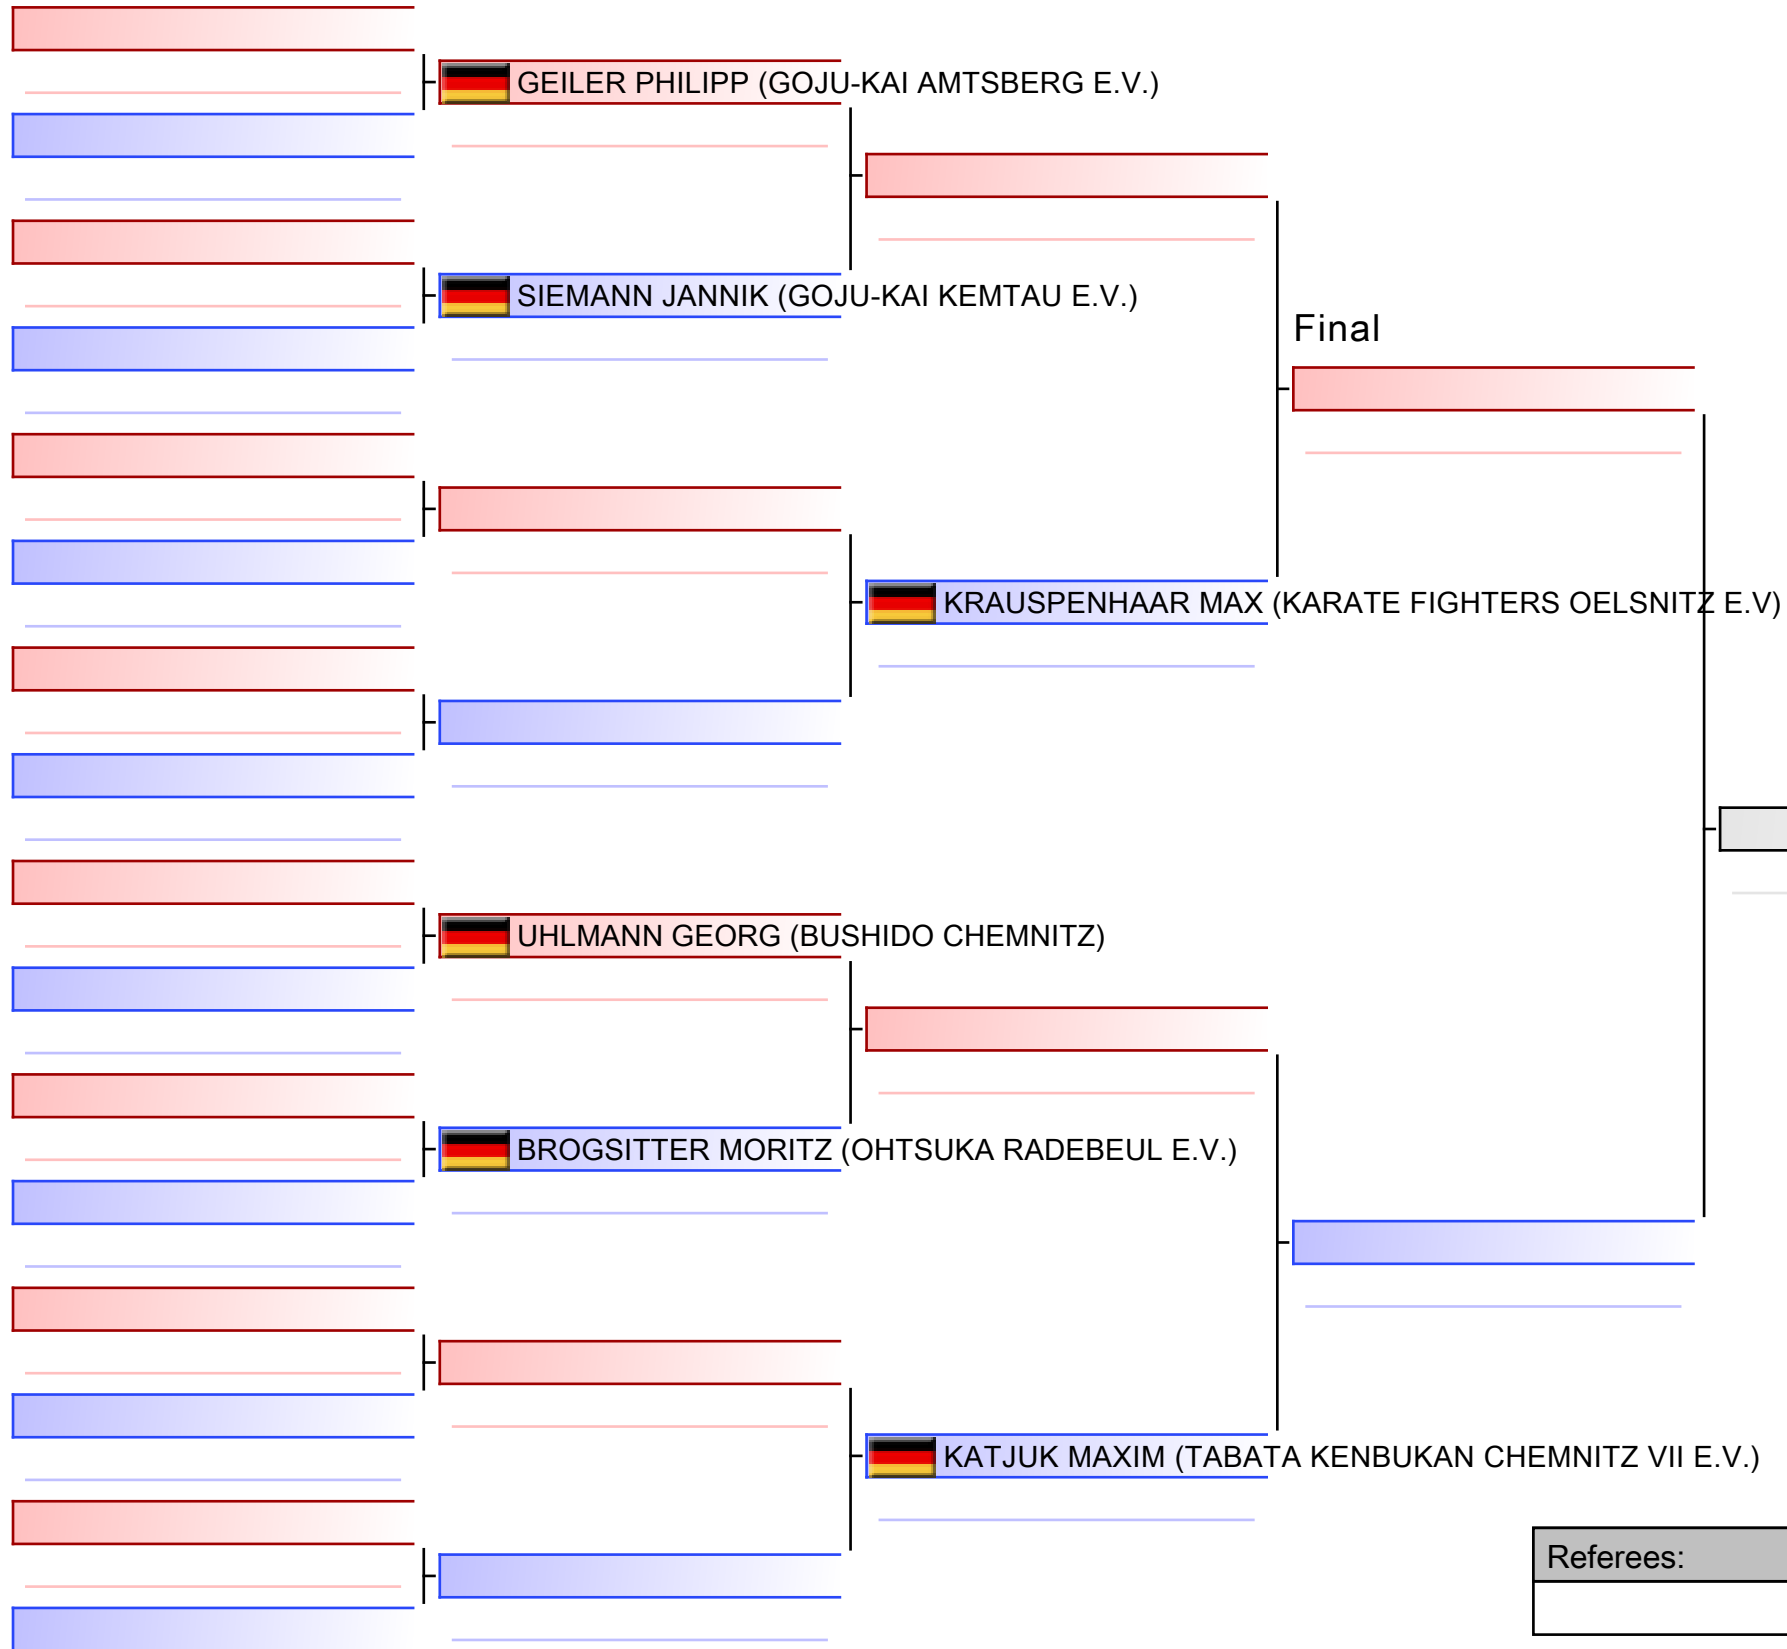 GEILER PHILIPP (GOJU-KAI AMTSBERG E.V.)
SIEMANN JANNIK (GOJU-KAI KEMTAU E.V.)
Final
KRAUSPENHAAR MAX (KARATE FIGHTERS OELSNITZ E.V)
UHLMANN GEORG (BUSHIDO CHEMNITZ)
BROGSITTER MORITZ (OHTSUKA RADEBEUL E.V.)
KATJUK MAXIM (TABATA KENBUKAN CHEMNITZ VII E.V.)
Referees: